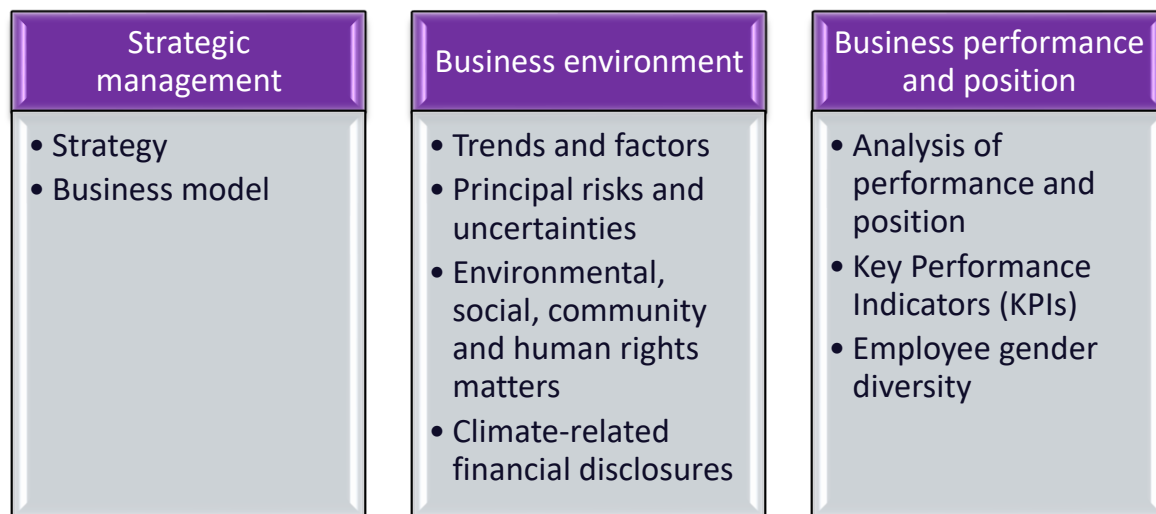 Strategic
management
• Strategy
• Business model
Business environment
• Trends and factors
• Principal risks and
uncertainties
• Environmental,
social, community
and human rights
matters
• Climate-related
financial disclosures
Business performance
and position
• Analysis of
performance and
position
• Key Performance
Indicators (KPIs)
• Employee gender
diversity